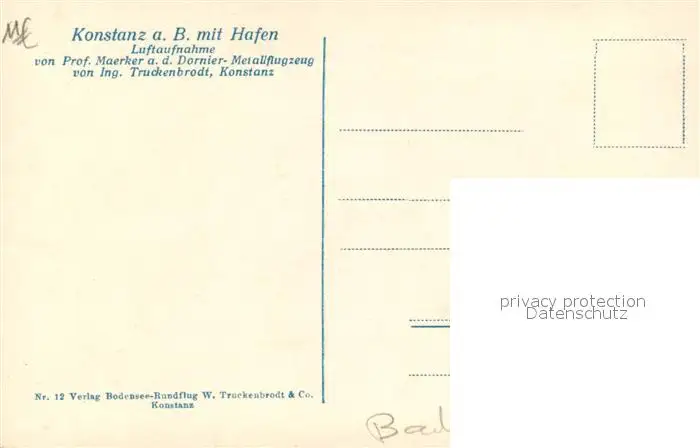 Konstanz a. B. mit Hafen
Luftaufnahme
von Prof. Maerker a. d. Dornier-Metallflugzeug
von Ing. Truckenbrodt, Konstanz
privacy protection
Datenschutz
Nr. 12 Verlag Bodensee-Rundflug W. Truckenbrodt & Co.
Konstanz